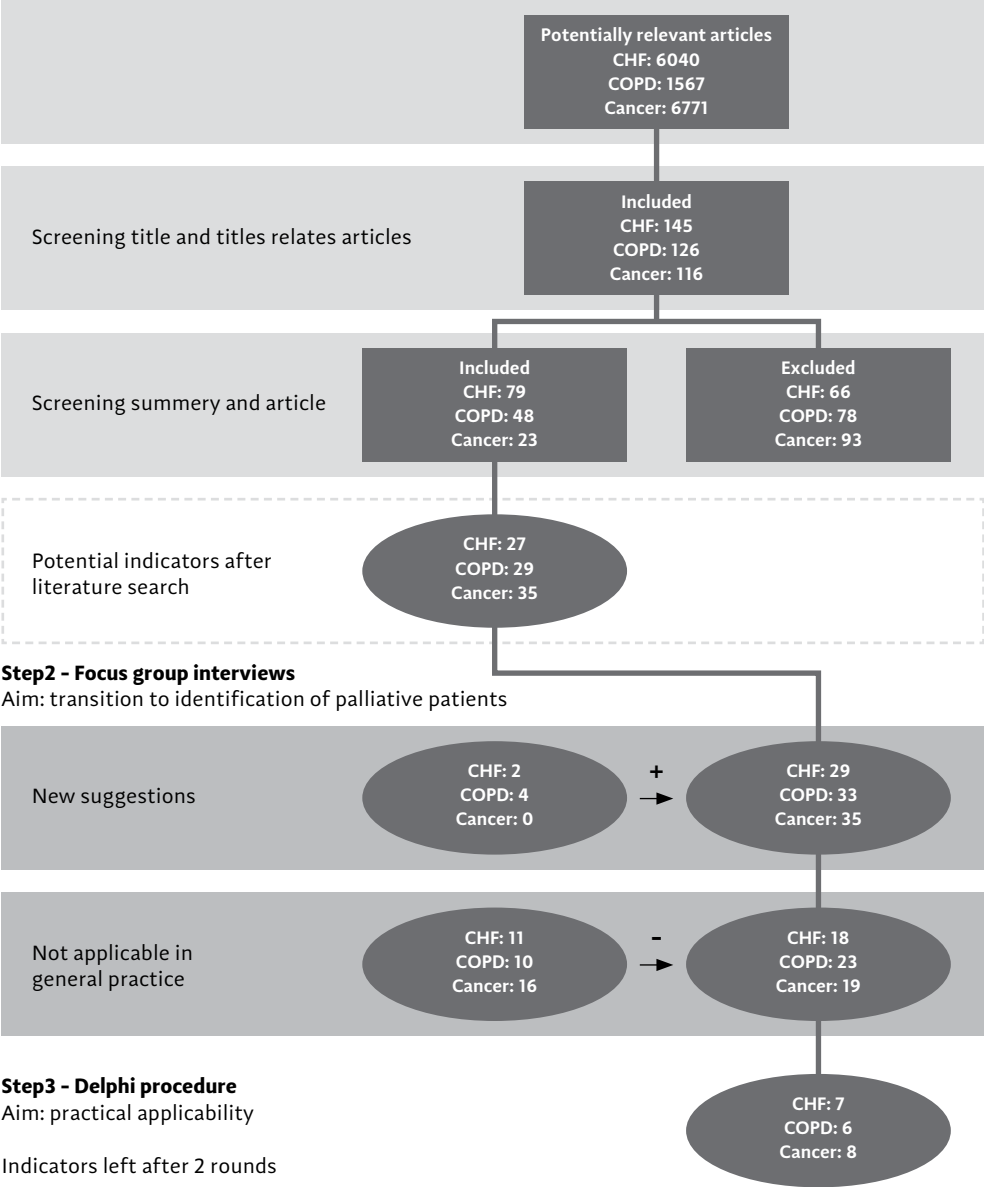 Potentially relevant articles
CHF: 6040
COPD: 1567
Cancer: 6771
Screening title and titles relates articles
Included
CHF: 145
COPD: 126
Cancer: 116
Screening summery and article
Included
CHF: 79
COPD: 48
Cancer: 23
Excluded
CHF: 66
COPD: 78
Cancer: 93
Potential indicators after
literature search
CHF: 27
COPD: 29
Cancer: 35
Step2 - Focus group interviews
Aim: transition to identification of palliative patients
New suggestions
CHF: 2
COPD: 4
Cancer: 0
+
CHF: 29
COPD: 33
Cancer: 35
Not applicable in
general practice
CHF: 11
COPD: 10
Cancer: 16
-
CHF: 18
COPD: 23
Cancer: 19
Step3 - Delphi procedure
Aim: practical applicability
Indicators left after 2 rounds
CHF: 7
COPD: 6
Cancer: 8